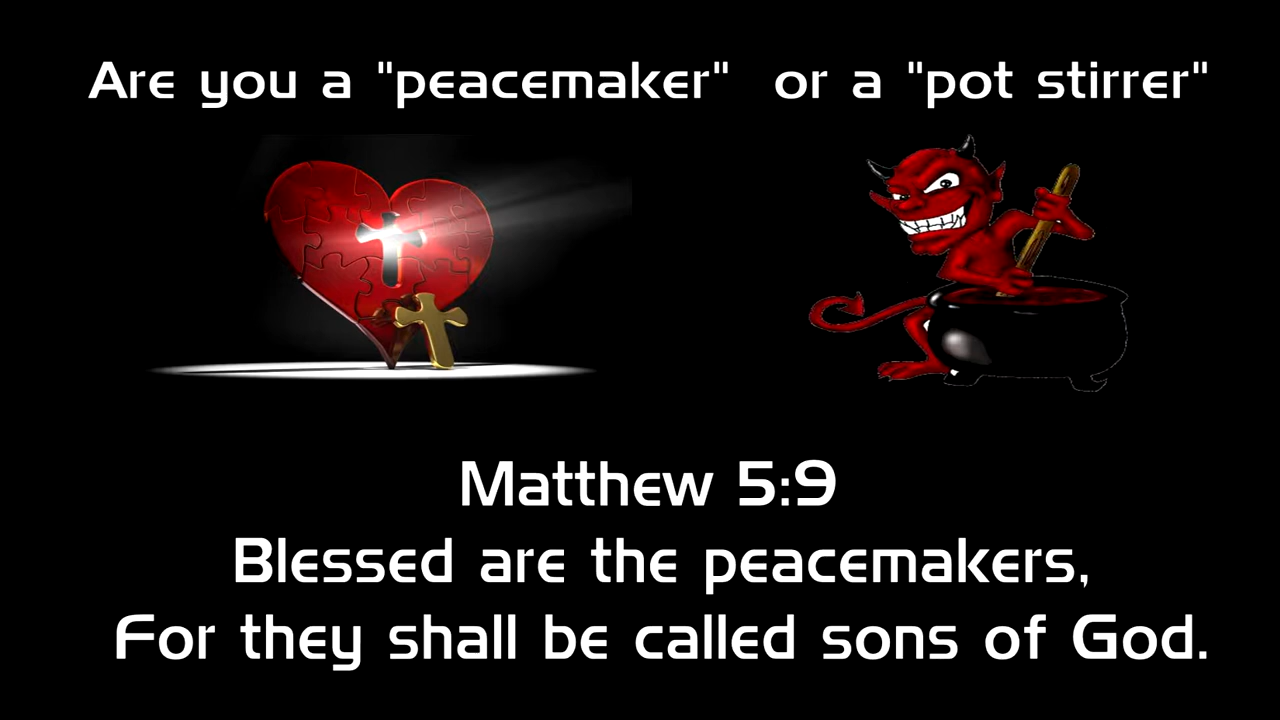 Are you a "peacemaker" or a "pot stirrer"
Matthew 5:9
Blessed are the peacemakers,
For they shall be called sons of God.